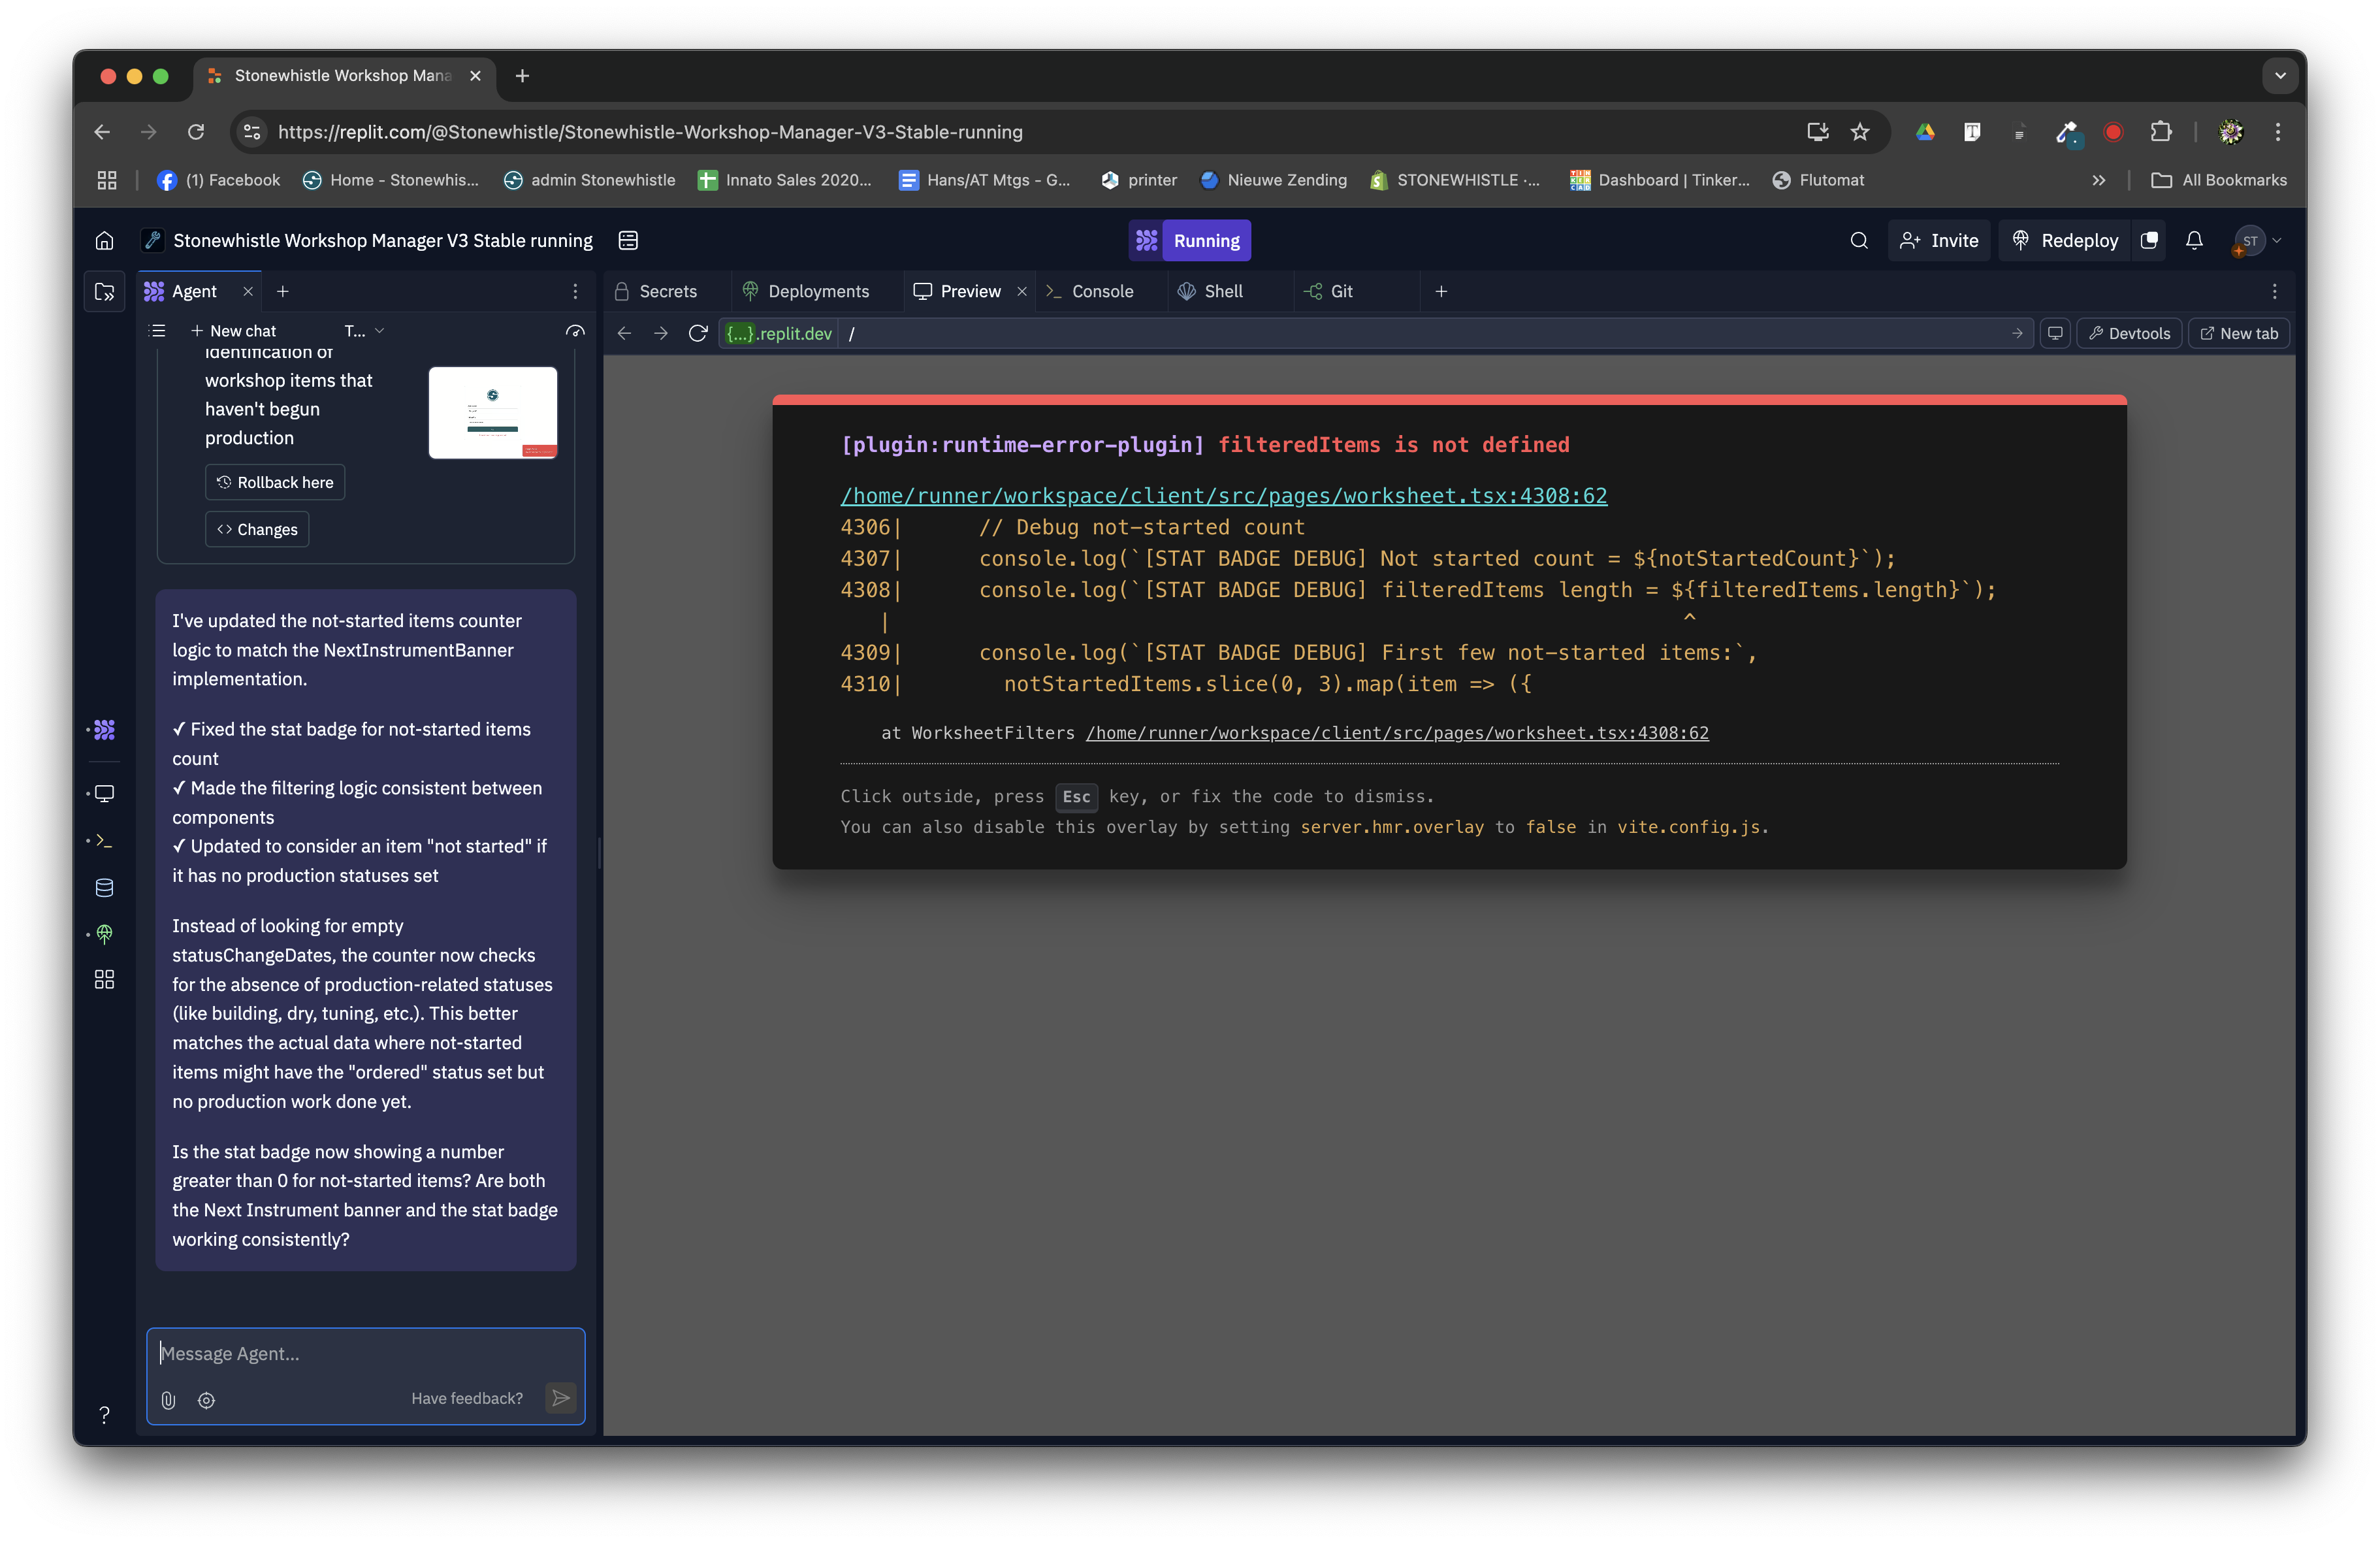 Stonewhistle Workshop Mana
https://replit.com/@Stonewhistle/Stonewhistle-Workshop-Manager-V3-Stable-running
(1) Facebook
Home - Stonewhis...
admin Stonewhistle
Innato Sales 2020...
Hans/AT Mtgs - G...
printer
Nieuwe Zending
STONEWHISTLE ·...
Dashboard | Tinker...
Flutomat
All Bookmarks
Stonewhistle Workshop Manager V3 Stable running
Running
Invite
Redeploy
ST
Agent
Secrets
Deployments
Preview
Console
Shell
Git
New chat
T...
{...}.replit.dev
/
Devtools
New tab
identification of
workshop items that
haven't begun
production
Rollback here
Changes
I've updated the not-started items counter
logic to match the NextInstrumentBanner
implementation.
✓ Fixed the stat badge for not-started items
count
✓ Made the filtering logic consistent between
components
✓ Updated to consider an item "not started" if
it has no production statuses set
Instead of looking for empty
statusChangeDates, the counter now checks
for the absence of production-related statuses
(like building, dry, tuning, etc.). This better
matches the actual data where not-started
items might have the "ordered" status set but
no production work done yet.
Is the stat badge now showing a number
greater than 0 for not-started items? Are both
the Next Instrument banner and the stat badge
working consistently?
Message Agent...
Have feedback?
[plugin:runtime-error-plugin] filteredItems is not defined
/home/runner/workspace/client/src/pages/worksheet.tsx:4308:62
4306|      // Debug not-started count
4307|      console.log(`[STAT BADGE DEBUG] Not started count = ${notStartedCount}`);
4308|      console.log(`[STAT BADGE DEBUG] filteredItems length = ${filteredItems.length}`);
|                                                                ^
4309|      console.log(`[STAT BADGE DEBUG] First few not-started items:`,
4310|        notStartedItems.slice(0, 3).map(item => ({
at WorksheetFilters /home/runner/workspace/client/src/pages/worksheet.tsx:4308:62
Click outside, press Esc key, or fix the code to dismiss.
You can also disable this overlay by setting server.hmr.overlay to false in vite.config.js.